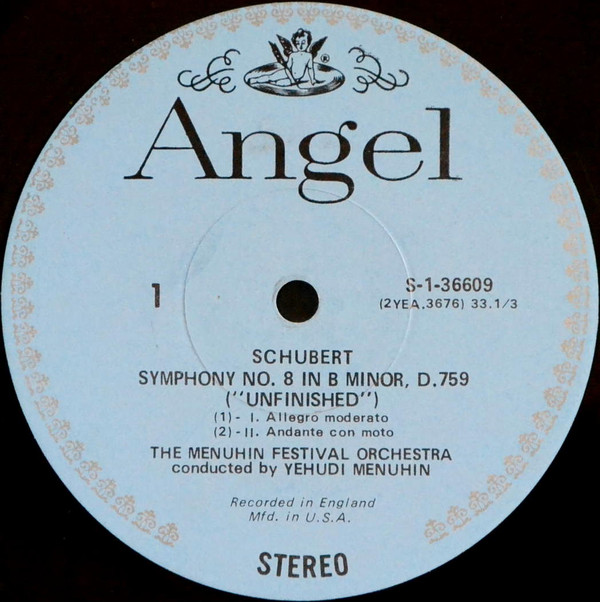 ®
Angel
1
S-1-36609
(2YEA.3676) 33.1/3
SCHUBERT
SYMPHONY NO. 8 IN B MINOR, D.759
(''UNFINISHED'')
(1)- I. Allegro moderato
(2)- II. Andante con moto
THE MENUHIN FESTIVAL ORCHESTRA
conducted by YEHUDI MENUHIN
Recorded in England
Mfd. in U.S.A.
STEREO